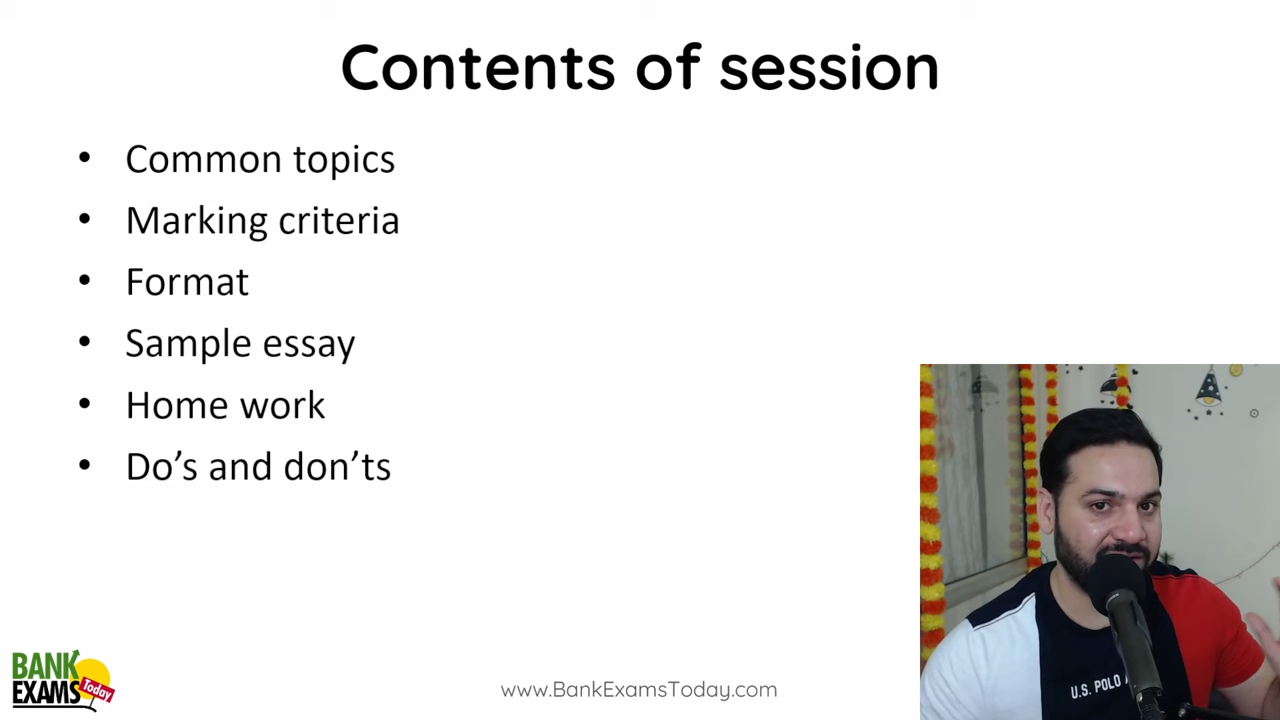 Contents of session
• Common topics
• Marking criteria
• Format
• Sample essay
• Home work
• Do’s and don’ts
BANK
EXAMS
Today
www.BankExamsToday.com
U.S. POLO